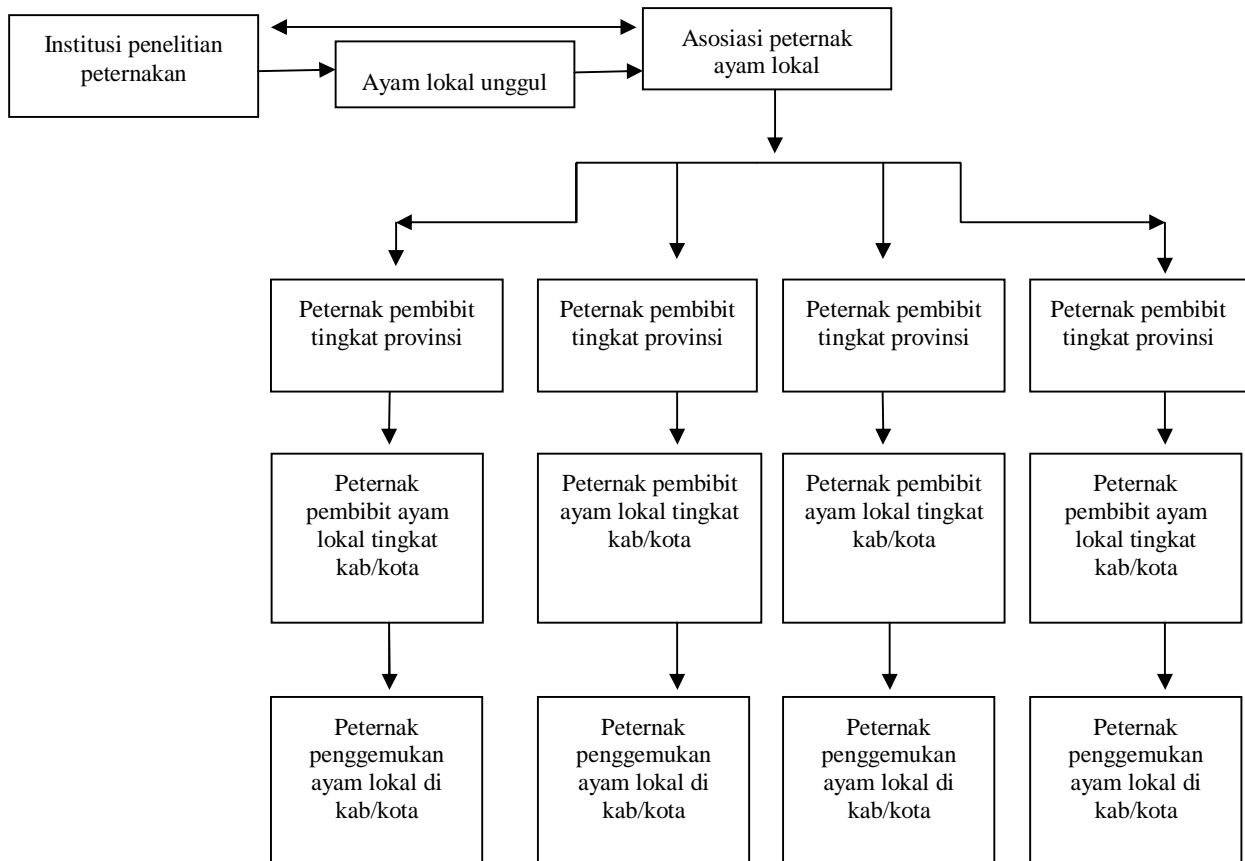 Institusi penelitian
peternakan
Ayam lokal unggul
Asosiasi peternak
ayam lokal
Peternak pembibit
tingkat provinsi
Peternak pembibit
tingkat provinsi
Peternak pembibit
tingkat provinsi
Peternak pembibit
tingkat provinsi
Peternak
pembibit ayam
lokal tingkat
kab/kota
Peternak pembibit
ayam lokal tingkat
kab/kota
Peternak pembibit
ayam lokal tingkat
kab/kota
Peternak
pembibit ayam
lokal tingkat
kab/kota
Peternak
penggemukan
ayam lokal di
kab/kota
Peternak
penggemukan
ayam lokal di
kab/kota
Peternak
penggemukan
ayam lokal di
kab/kota
Peternak
penggemukan
ayam lokal di
kab/kota